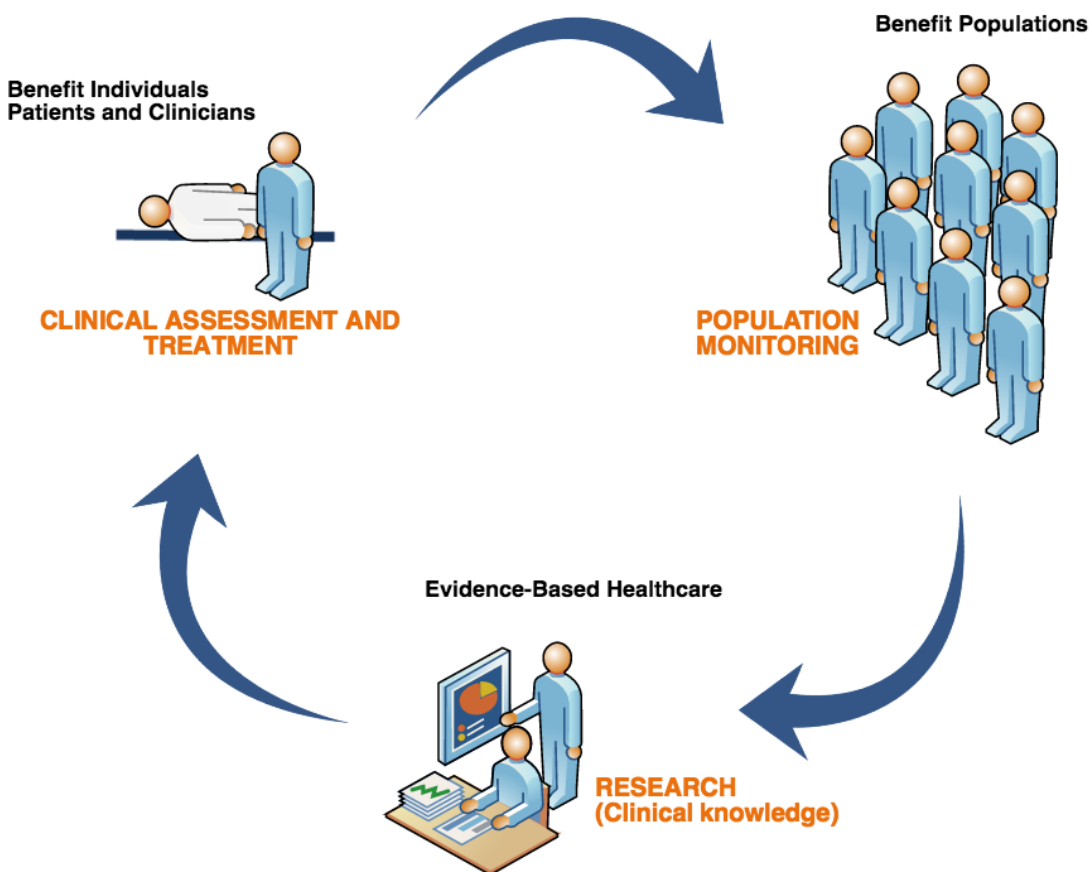 Benefit Populations
Benefit Individuals
Patients and Clinicians
CLINICAL ASSESSMENT AND
TREATMENT
POPULATION
MONITORING
Evidence-Based Healthcare
RESEARCH
(Clinical knowledge)